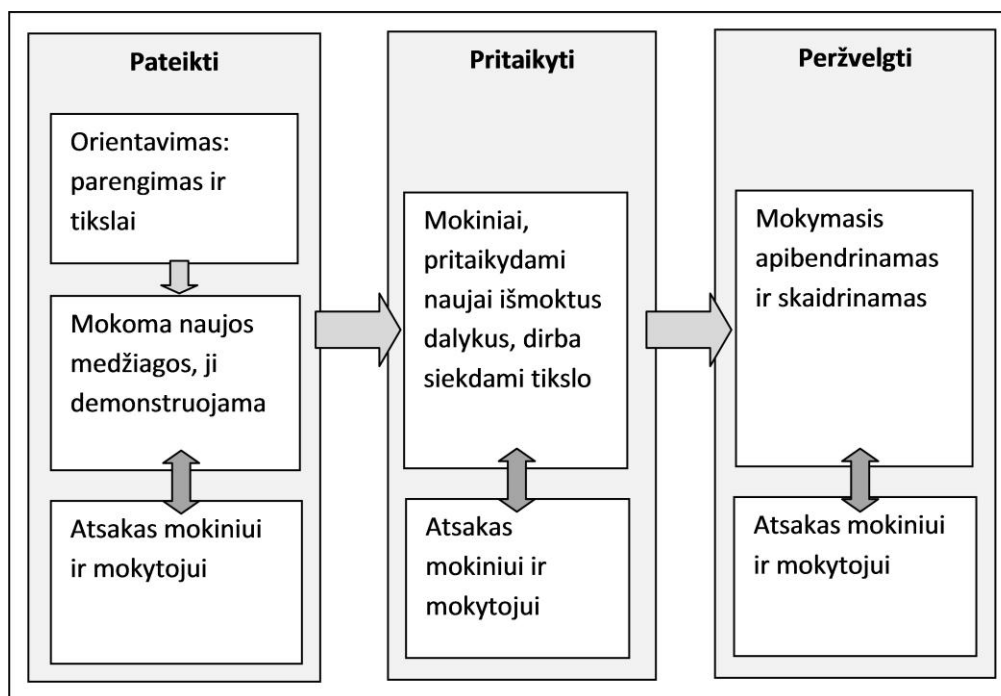 Pateikti
Orientavimas:
parengimas ir
tikslai
Mokoma naujos
medžiagos, ji
demonstruojama
Atsakas mokiniui
ir mokytojui
Pritaikyti
Mokiniai,
pritaikydami
naujai išmoktus
dalykus, dirba
siekdami tikslo
Atsakas
mokiniui ir
mokytojui
Peržvelgti
Mokymasis
apibendrinamas
ir skaidrinamas
Atsakas mokiniui
ir mokytojui